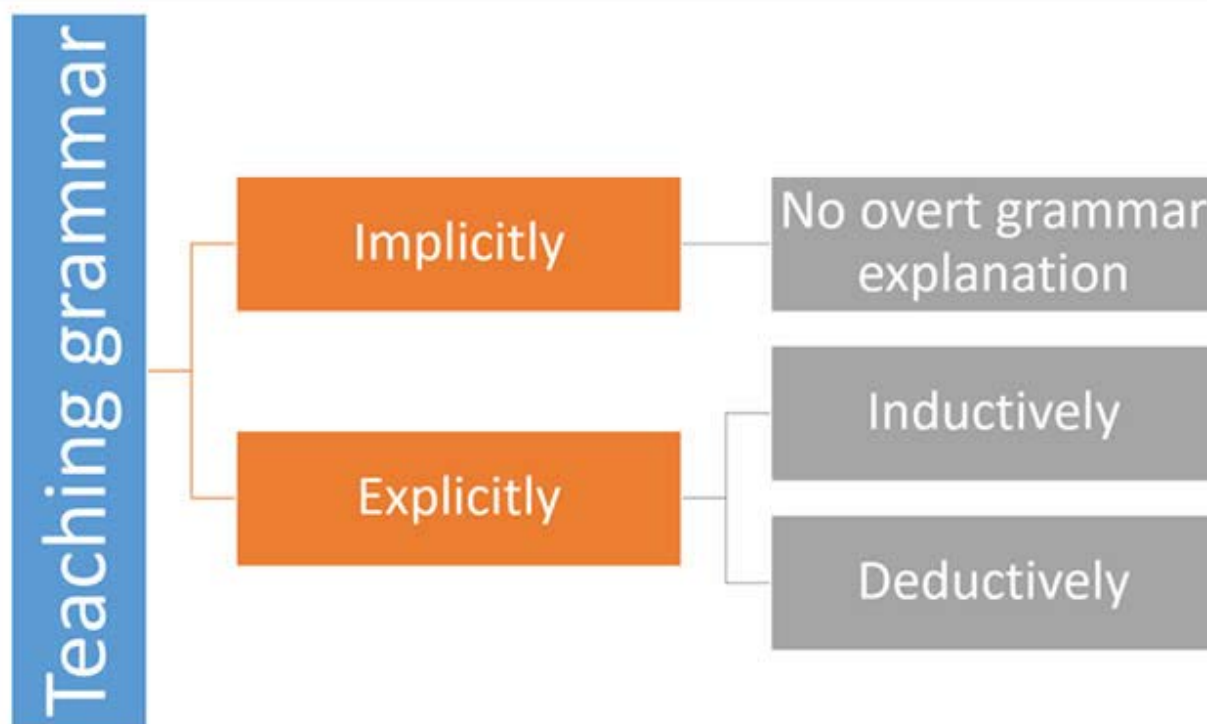 Teaching grammar
Implicitly
No overt grammar
explanation
Explicitly
Inductively
Deductively